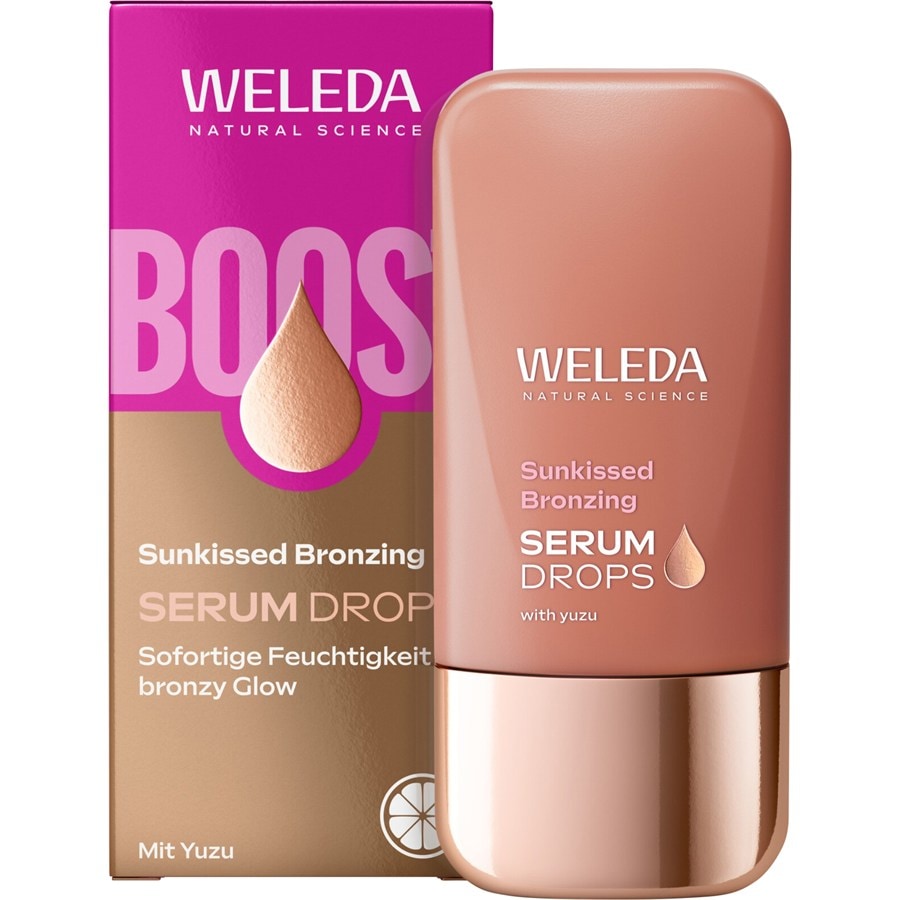 WELEDA
NATURAL SCIENCE
BOOS
Sunkissed Bronzing
SERUM DROP
Sofortige Feuchtigkeit,
bronzy Glow
Mit Yuzu
WELEDA
NATURAL SCIENCE
Sunkissed
Bronzing
SERUM
DROPS
with yuzu